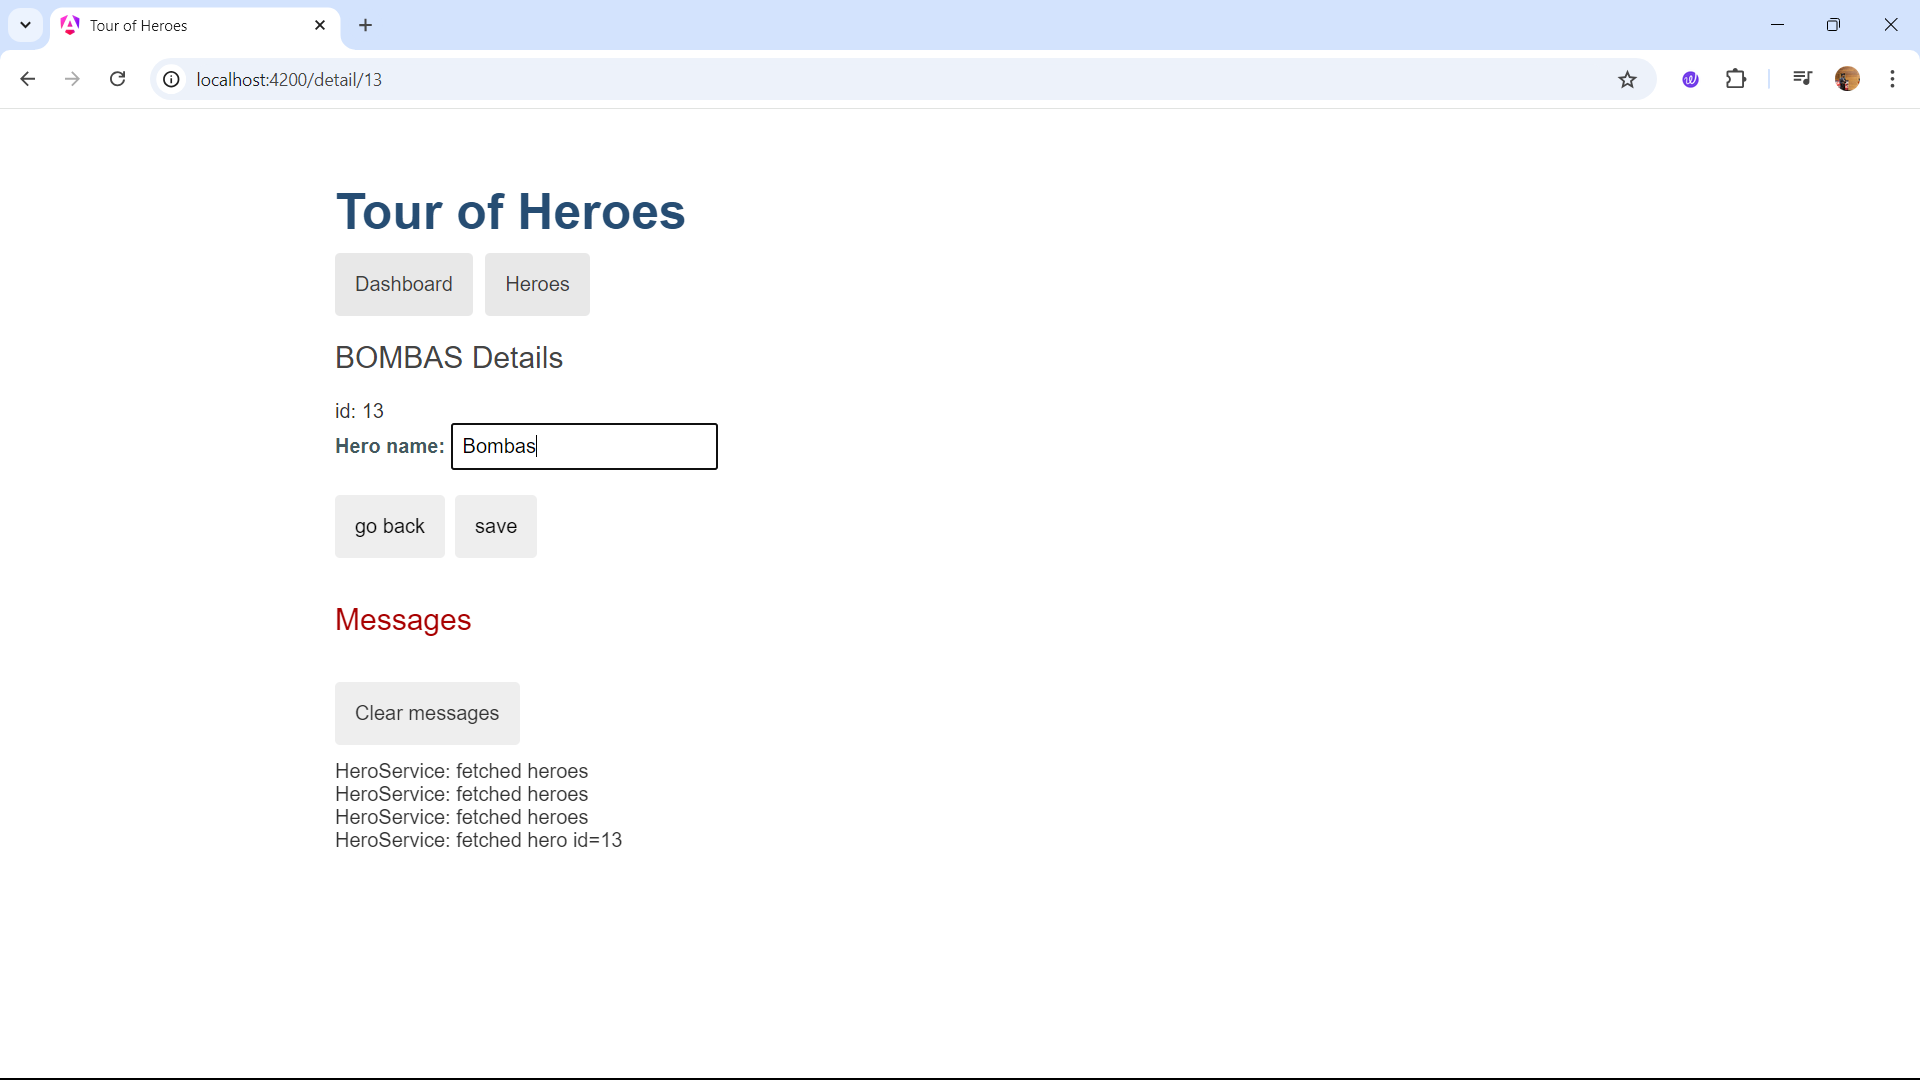 Tour of Heroes
localhost:4200/detail/13
Tour of Heroes
Dashboard Heroes
BOMBAS Details
id: 13
Hero name: Bombas
go back save
Messages
Clear messages
HeroService: fetched heroes
HeroService: fetched heroes
HeroService: fetched heroes
HeroService: fetched hero id=13